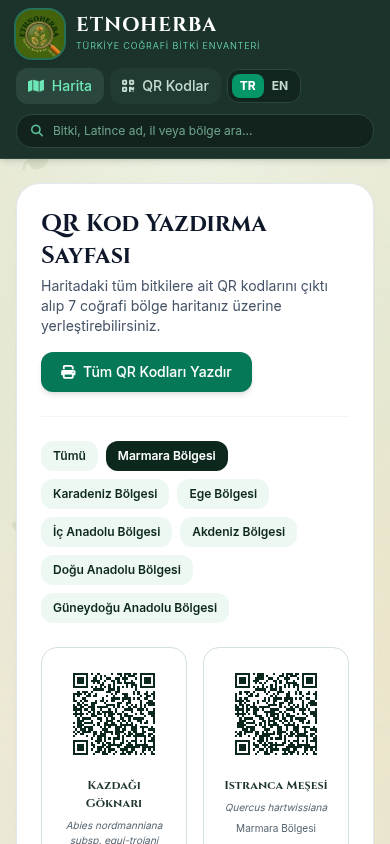 ETNOHERBA
TÜRKİYE COĞRAFİ BİTKİ ENVANTERİ
Harita
QR Kodlar
TR
EN
Bitki, Latince ad, il veya bölge ara...
QR Kod Yazdırma
Sayfası
Haritadaki tüm bitkilere ait QR kodlarını çıktı
alıp 7 coğrafi bölge haritanız üzerine
yerleştirebilirsiniz.
Tüm QR Kodları Yazdır
Tümü
Marmara Bölgesi
Karadeniz Bölgesi
Ege Bölgesi
İç Anadolu Bölgesi
Akdeniz Bölgesi
Doğu Anadolu Bölgesi
Güneydoğu Anadolu Bölgesi
Kazdağı
Göknarı
Abies nordmanniana
subsp. equi-trojani
Istranca Meşesi
Quercus hartwissiana
Marmara Bölgesi